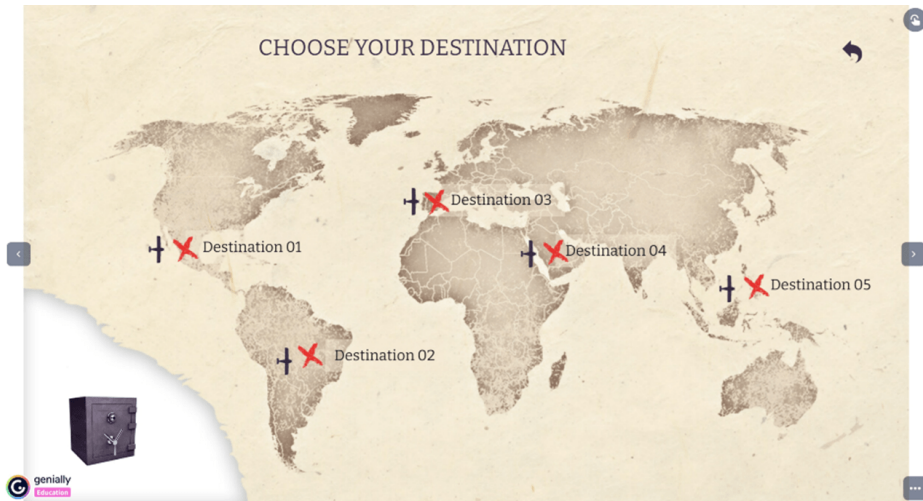 CHOOSE YOUR DESTINATION
Destination 03
Destination 01
Destination 04
Destination 05
Destination 02
genially
Education